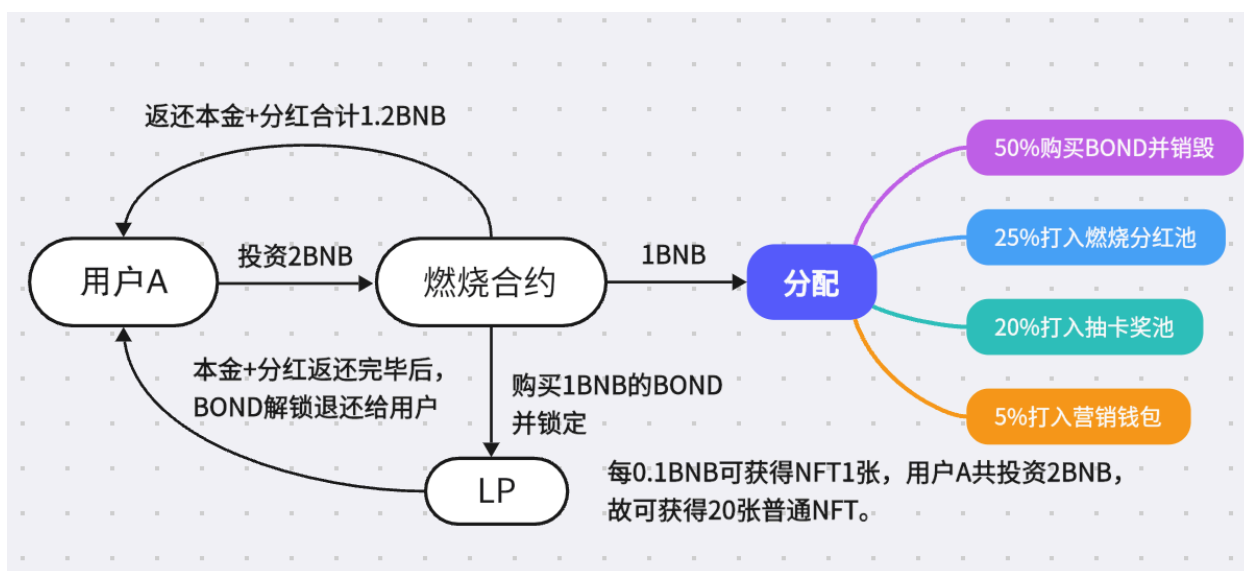 返还本金+分红合计1.2BNB
50%购买BOND并销毁
25%打入燃烧分红池
用户A
投资2BNB
燃烧合约
1BNB
分配
20%打入抽卡奖池
本金+分红返还完毕后，
BOND解锁退还给用户
购买1BNB的BOND
并锁定
5%打入营销钱包
LP
每0.1BNB可获得NFT1张，用户A共投资2BNB，
故可获得20张普通NFT。